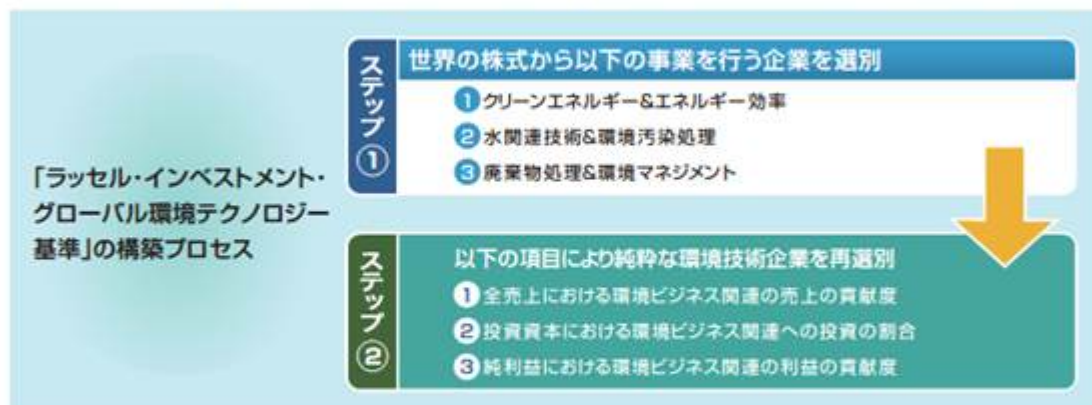 「ラッセル・インベストメント・
グローバル環境テクノロジー
基準」の構築プロセス
ステップ①
世界の株式から以下の事業を行う企業を選別
①クリーンエネルギー&エネルギー効率
②水関連技術&環境汚染処理
③廃棄物処理&環境マネジメント
ステップ②
以下の項目により純粋な環境技術企業を再選別
①全売上における環境ビジネス関連の売上の貢献度
②投資資本における環境ビジネス関連への投資の割合
③純利益における環境ビジネス関連の利益の貢献度